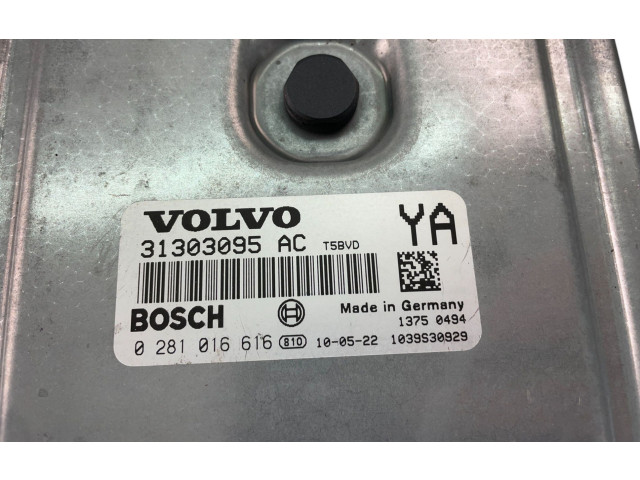 VOLVO YA
31303095 AC T5BVD
BOSCH Made in Germany
1375 0494
0 281 016 616 810 10-05-22 1039S30929